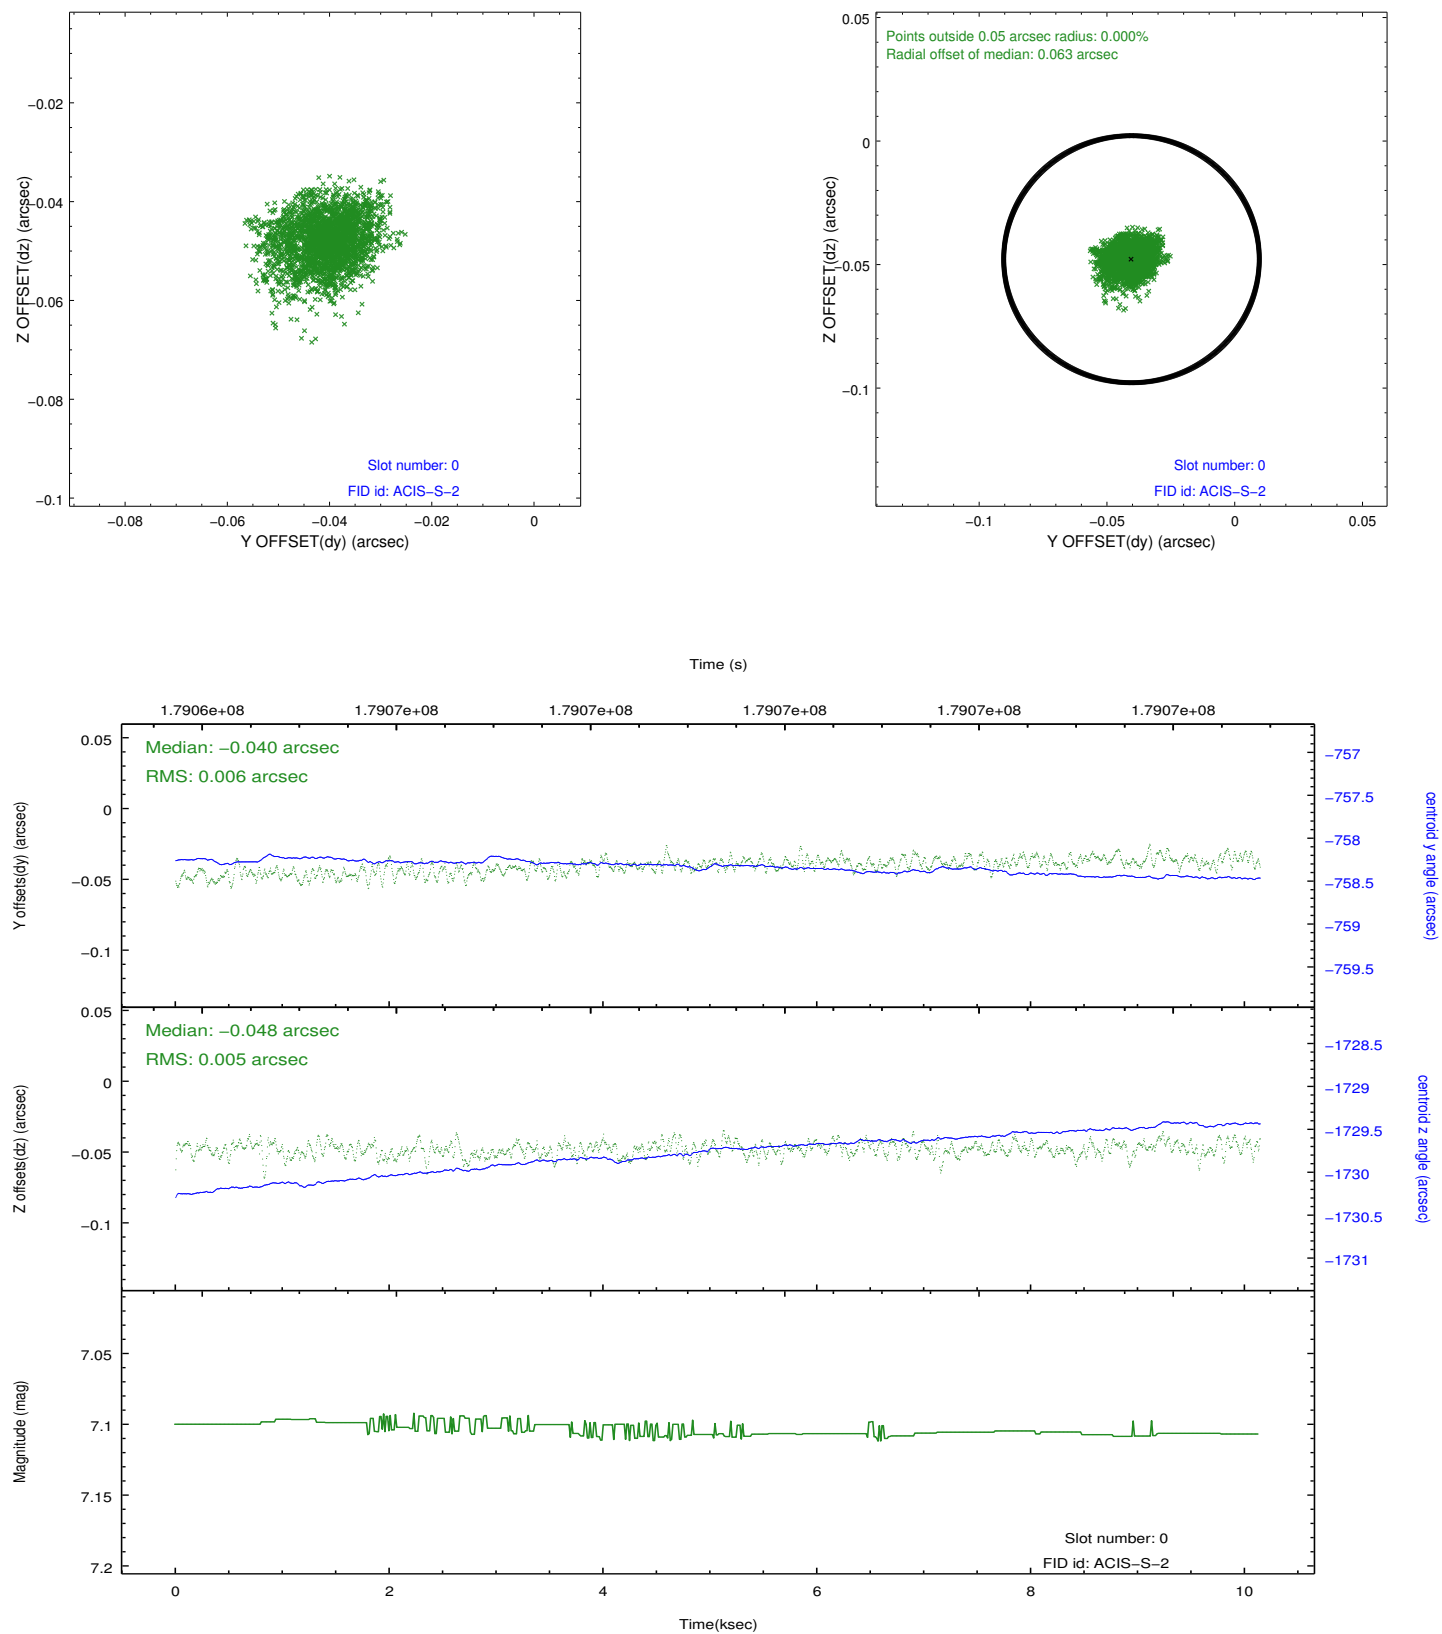 −0.02
−0.04
−0.06
−0.08
−0.1
Z OFFSET(dz) (arcsec)
−0.08
−0.06
−0.04
−0.02
0
Y OFFSET(dy) (arcsec)
Slot number: 0
FID id: ACIS−S−2
0.05
0
−0.05
−0.1
Z OFFSET(dz) (arcsec)
Points outside 0.05 arcsec radius: 0.000%
Radial offset of median: 0.063 arcsec
Slot number: 0
FID id: ACIS−S−2
−0.1
−0.05
0
0.05
Y OFFSET(dy) (arcsec)
Time (s)
1.7906e+08
1.7907e+08
1.7907e+08
1.7907e+08
1.7907e+08
1.7907e+08
0.05
0
−0.05
−0.1
Y offsets(dy) (arcsec)
Median: −0.040 arcsec
RMS: 0.006 arcsec
−757
−757.5
−758
−758.5
−759
−759.5
centroid y angle (arcsec)
0.05
0
−0.05
−0.1
Z offsets(dz) (arcsec)
Median: −0.048 arcsec
RMS: 0.005 arcsec
−1728.5
−1729
−1729.5
−1730
−1730.5
−1731
centroid z angle (arcsec)
7.05
7.1
7.15
7.2
Magnitude (mag)
Slot number: 0
FID id: ACIS−S−2
0
2
4
6
8
10
Time(ksec)